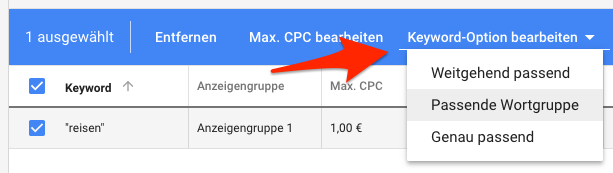 1 ausgewählt Entfernen Max. CPC bearbeiten Keyword-Option bearbeiten
Keyword Anzeigengruppe Max. CPC
Weitgehend passend
Passende Wortgruppe
"reisen" Anzeigengruppe 1 1,00 €
Genau passend